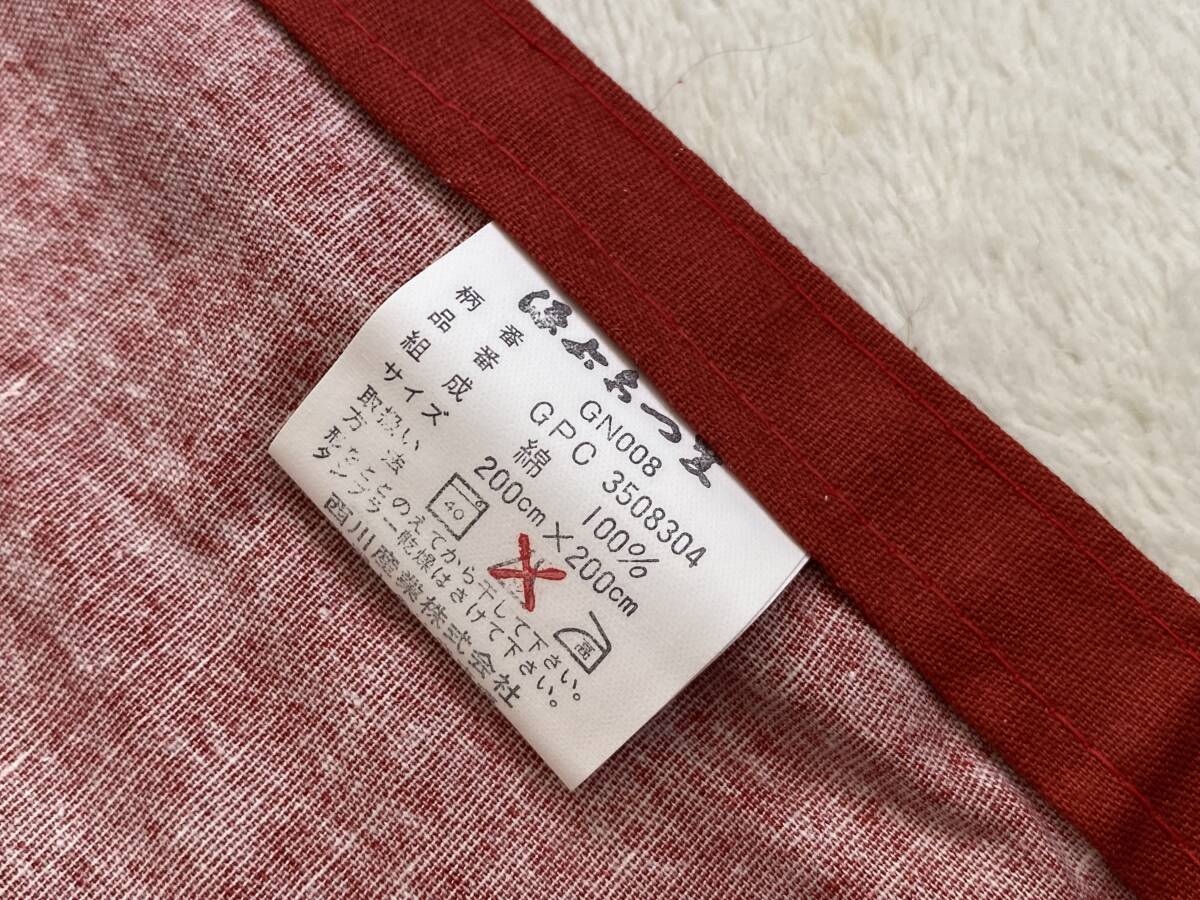 柄番 GN008
品番 GPC 3508304
組成 綿 100%
サイズ 200cm×200cm
取扱い方法
40
高
形をととのえてから干して下さい。
タンブラー乾燥はさけて下さい。
西川産業株式会社